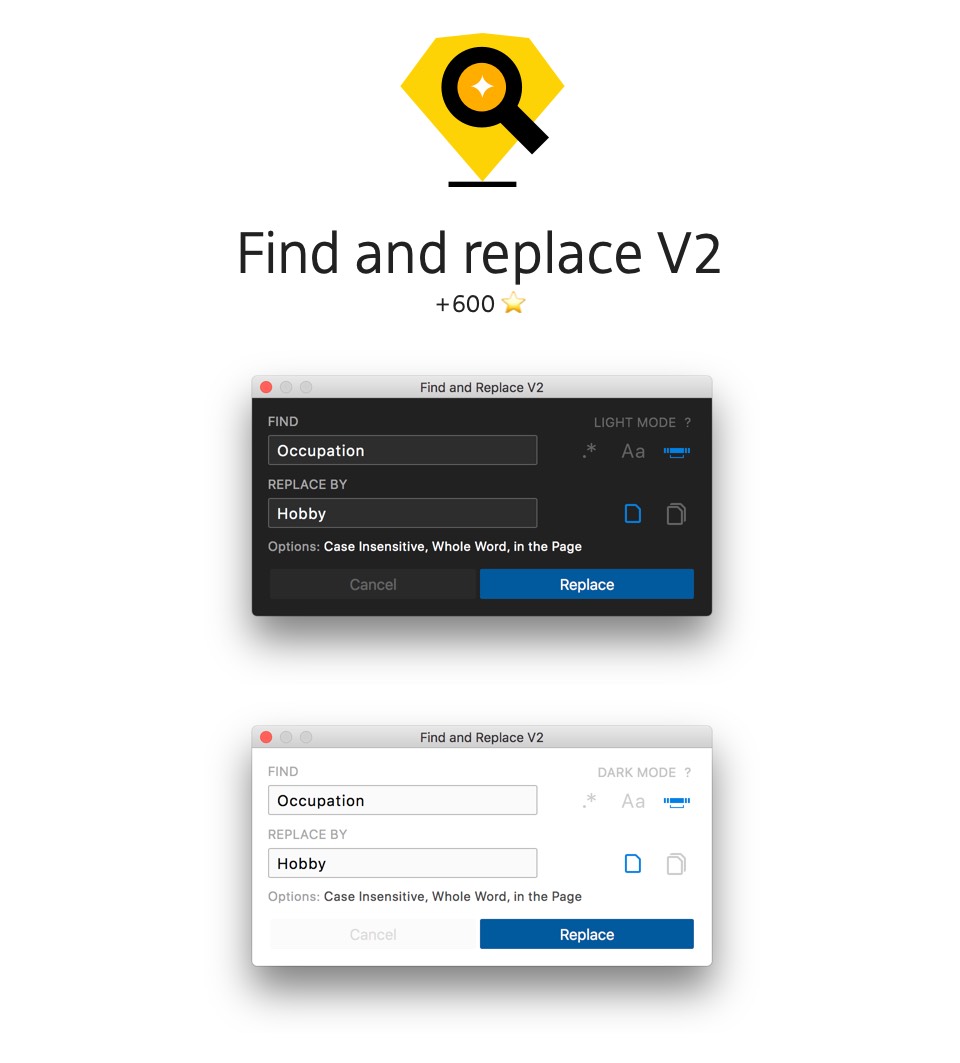 Find and replace V2
+600 ⭐
Find and Replace V2
FIND
LIGHT MODE ?
Occupation
.* Aa
REPLACE BY
Hobby
Options: Case Insensitive, Whole Word, in the Page
Cancel
Replace
Find and Replace V2
FIND
DARK MODE ?
Occupation
.* Aa
REPLACE BY
Hobby
Options: Case Insensitive, Whole Word, in the Page
Cancel
Replace